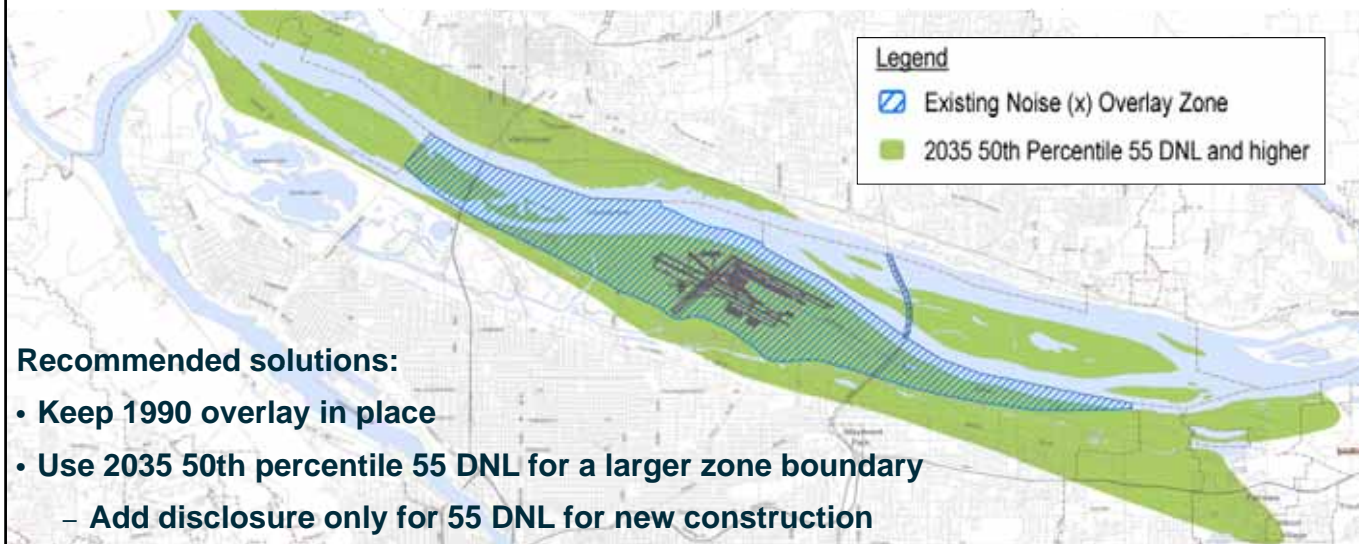 Legend
Existing Noise (x) Overlay Zone
2035 50th Percentile 55 DNL and higher
Recommended solutions:
• Keep 1990 overlay in place
• Use 2035 50th percentile 55 DNL for a larger zone boundary
– Add disclosure only for 55 DNL for new construction